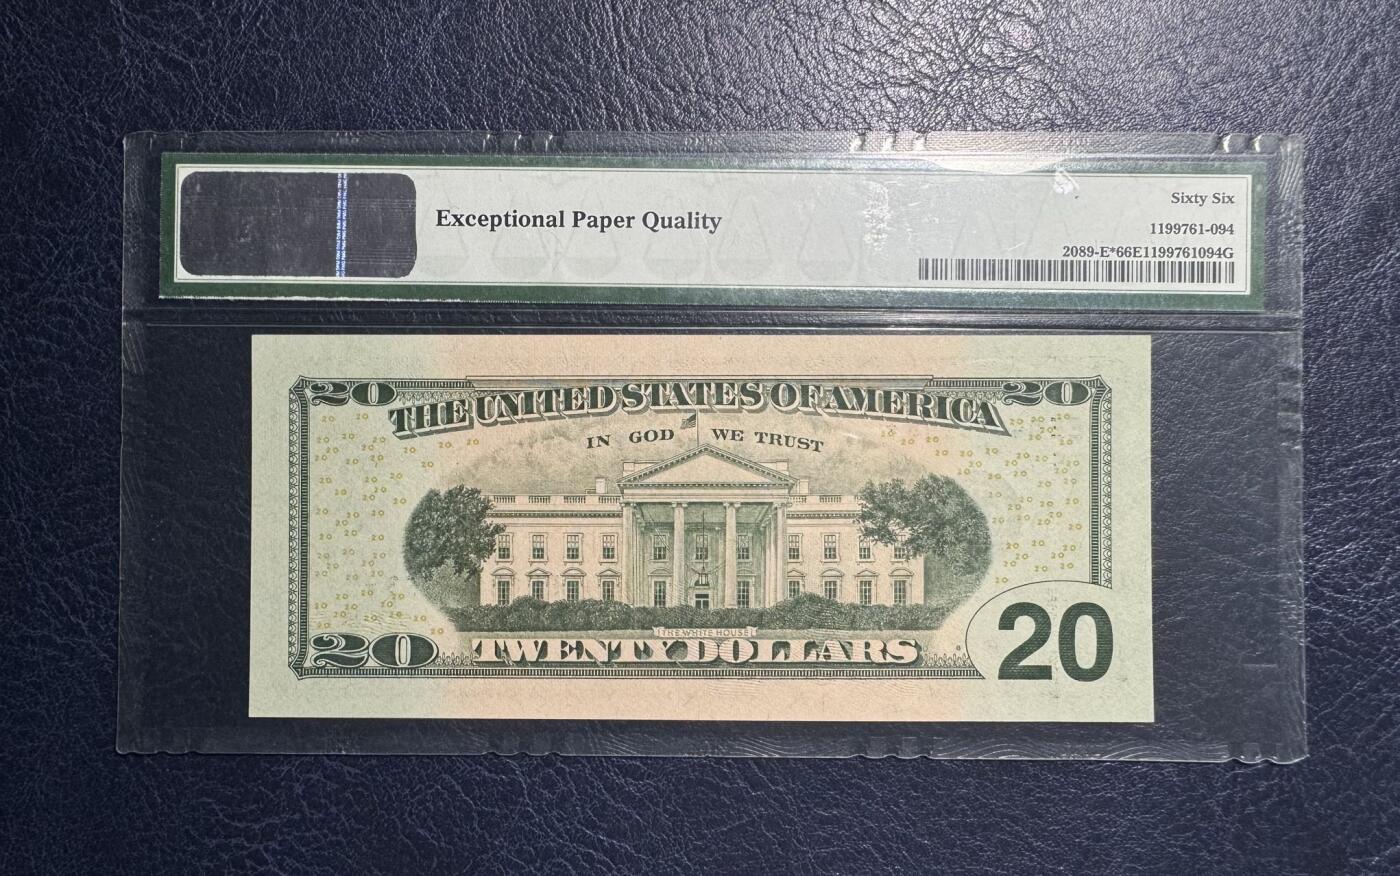 Exceptional Paper Quality
Sixty Six
1199761-094
2089-E*66E1199761094G
20 20
THE UNITED STATES OF AMERICA
IN GOD WE TRUST
THE WHITE HOUSE
20 TWENTY DOLLARS 20